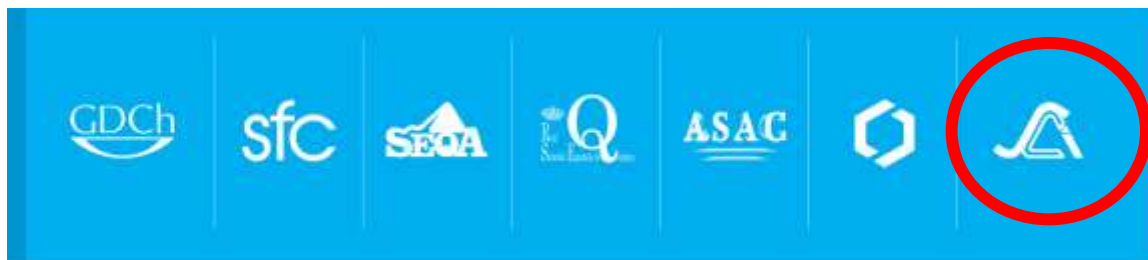 GDCh
sfc
SEQA
Q
ASAC